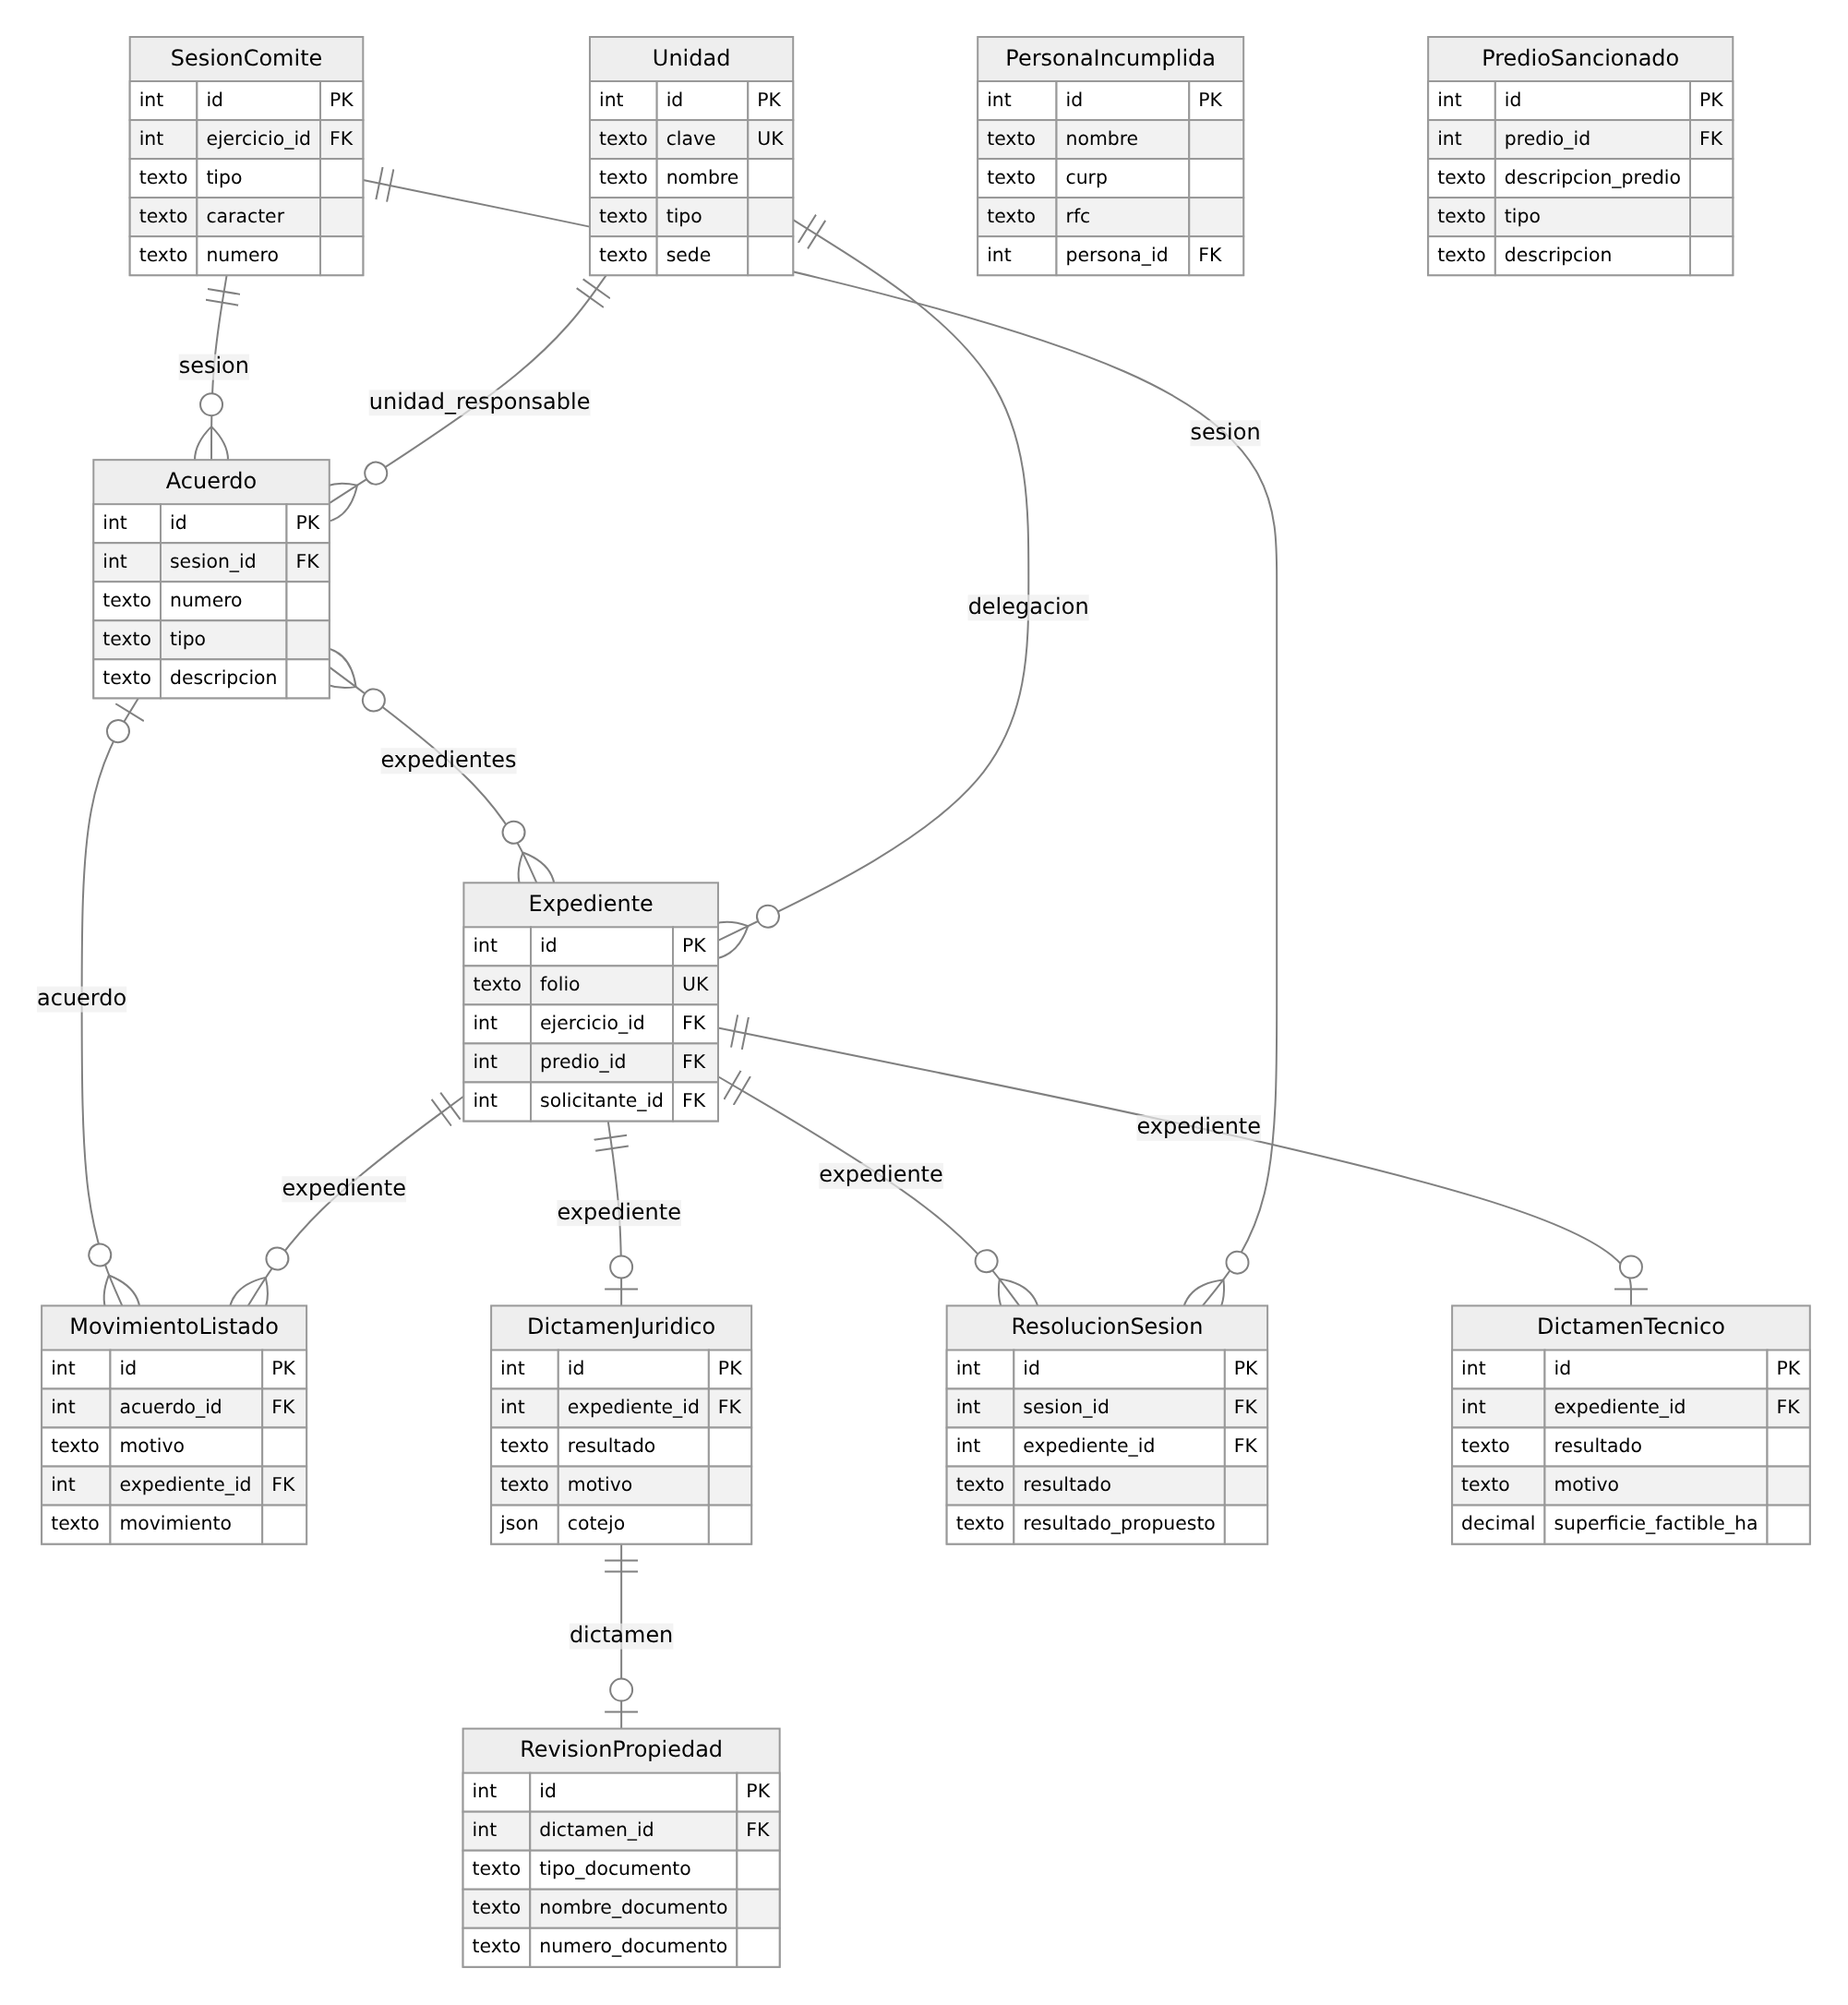 SesionComite
int id PK
int ejercicio_id FK
texto tipo
texto caracter
texto numero
Unidad
int id PK
texto clave UK
texto nombre
texto tipo
texto sede
PersonaIncumplida
int id PK
texto nombre
texto curp
texto rfc
int persona_id FK
PredioSancionado
int id PK
int predio_id FK
texto descripcion_predio
texto tipo
texto descripcion
sesion
unidad_responsable
sesion
Acuerdo
int id PK
int sesion_id FK
texto numero
texto tipo
texto descripcion
delegacion
expedientes
Expediente
int id PK
texto folio UK
int ejercicio_id FK
int predio_id FK
int solicitante_id FK
acuerdo
expediente
expediente
expediente
expediente
MovimientoListado
int id PK
int acuerdo_id FK
texto motivo
int expediente_id FK
texto movimiento
DictamenJuridico
int id PK
int expediente_id FK
texto resultado
texto motivo
json cotejo
ResolucionSesion
int id PK
int sesion_id FK
int expediente_id FK
texto resultado
texto resultado_propuesto
DictamenTecnico
int id PK
int expediente_id FK
texto resultado
texto motivo
decimal superficie_factible_ha
dictamen
RevisionPropiedad
int id PK
int dictamen_id FK
texto tipo_documento
texto nombre_documento
texto numero_documento